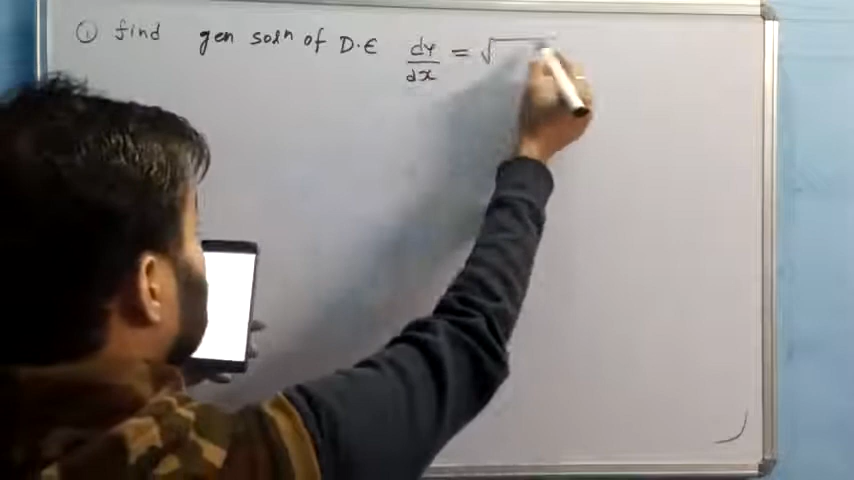 ① find gen solⁿ of D.E dy/dx = √